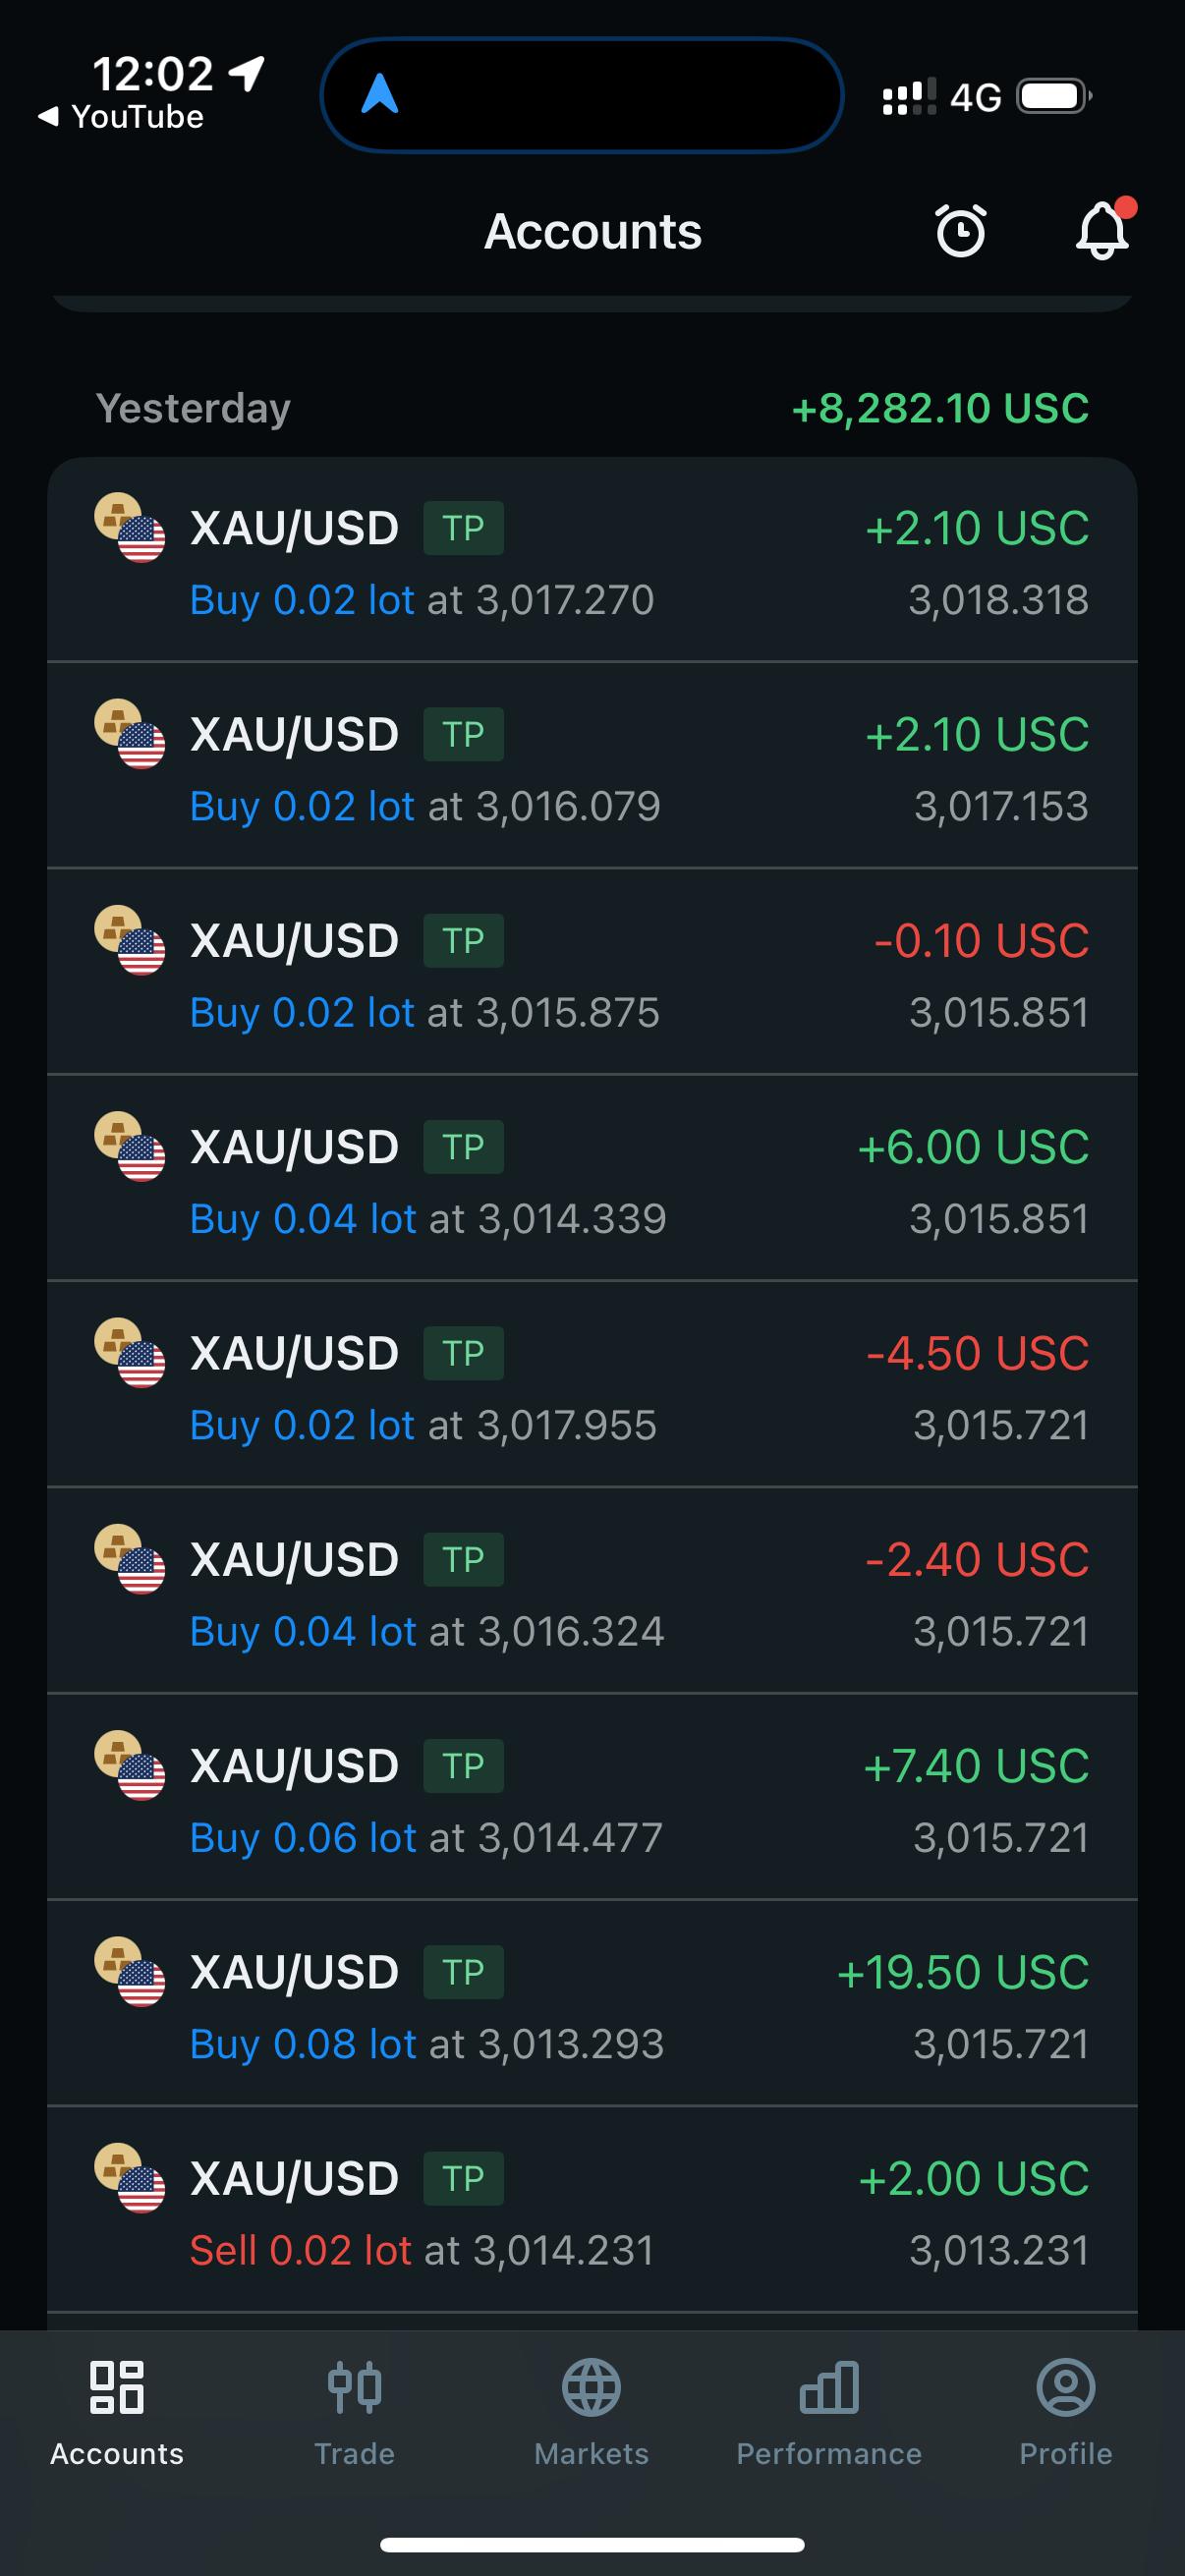 12:02
4G
YouTube
Accounts
Yesterday +8,282.10 USC
XAU/USD TP +2.10 USC
Buy 0.02 lot at 3,017.270 3,018.318
XAU/USD TP +2.10 USC
Buy 0.02 lot at 3,016.079 3,017.153
XAU/USD TP -0.10 USC
Buy 0.02 lot at 3,015.875 3,015.851
XAU/USD TP +6.00 USC
Buy 0.04 lot at 3,014.339 3,015.851
XAU/USD TP -4.50 USC
Buy 0.02 lot at 3,017.955 3,015.721
XAU/USD TP -2.40 USC
Buy 0.04 lot at 3,016.324 3,015.721
XAU/USD TP +7.40 USC
Buy 0.06 lot at 3,014.477 3,015.721
XAU/USD TP +19.50 USC
Buy 0.08 lot at 3,013.293 3,015.721
XAU/USD TP +2.00 USC
Sell 0.02 lot at 3,014.231 3,013.231
Accounts Trade Markets Performance Profile